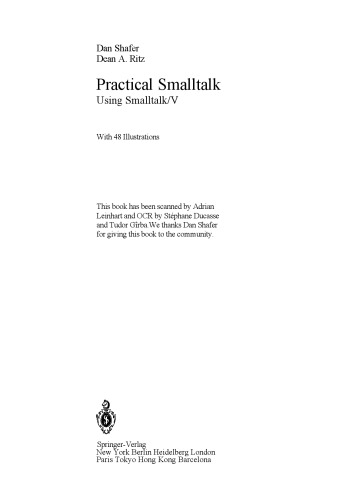 Dan Shafer
Dean A. Ritz
Practical Smalltalk
Using Smalltalk/V
With 48 Illustrations
This book has been scanned by Adrian
Leinhart and OCR by Stéphane Ducasse
and Tudor Gîrba.We thanks Dan Shafer
for giving this book to the community.
Springer-Verlag
New York Berlin Heidelberg London
Paris Tokyo Hong Kong Barcelona